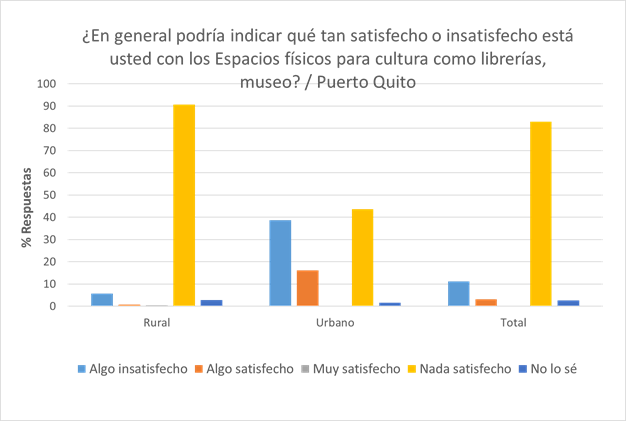 ¿En general podría indicar qué tan satisfecho o insatisfecho está
usted con los Espacios físicos para cultura como librerías,
museo? / Puerto Quito
100
90
80
70
60
50
40
30
20
10
0
% Respuestas
Rural Urbano Total
Algo insatisfecho Algo satisfecho Muy satisfecho Nada satisfecho No lo sé